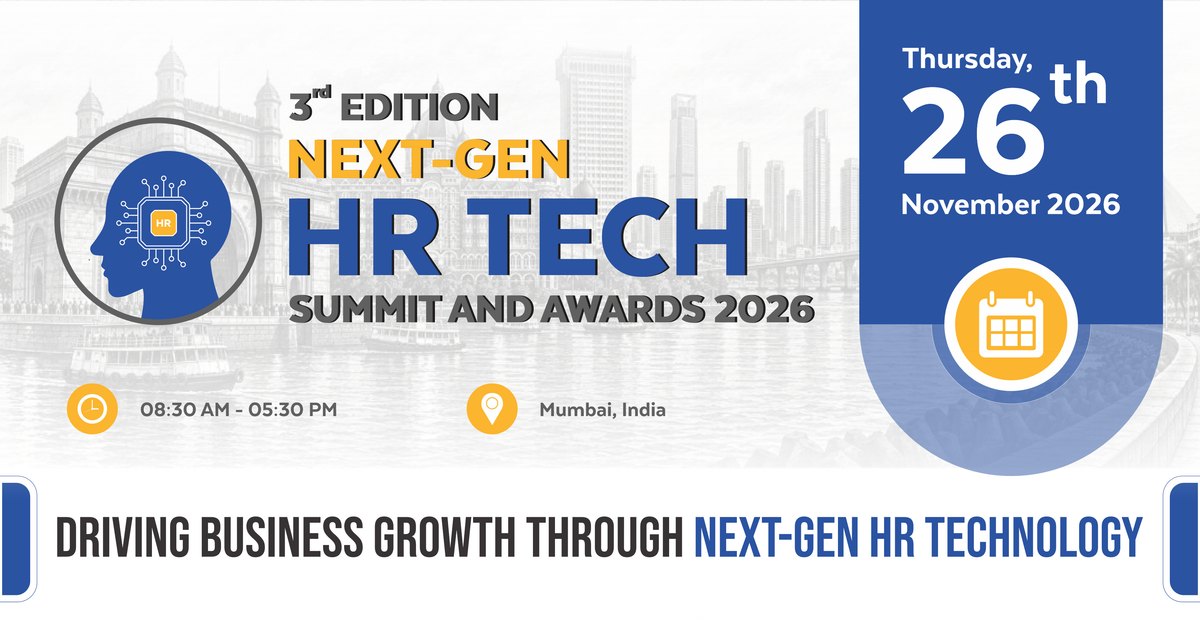 3rd EDITION
NEXT-GEN
HR TECH
SUMMIT AND AWARDS 2026
HR
08:30 AM - 05:30 PM
Mumbai, India
Thursday,
26th
November 2026
DRIVING BUSINESS GROWTH THROUGH NEXT-GEN HR TECHNOLOGY